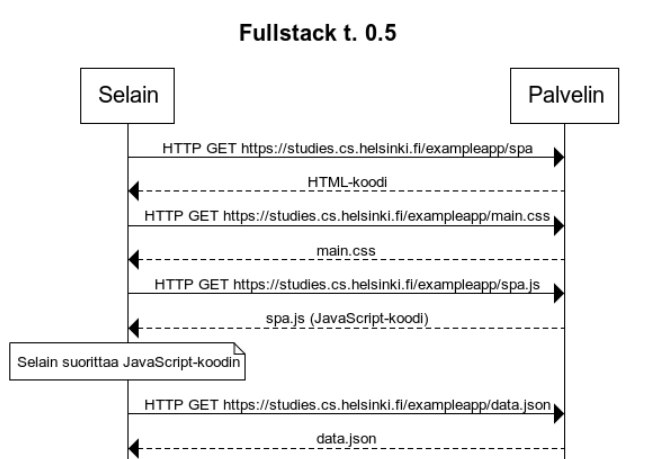 Fullstack t. 0.5
Selain
Palvelin
HTTP GET https://studies.cs.helsinki.fi/exampleapp/spa
HTML-koodi
HTTP GET https://studies.cs.helsinki.fi/exampleapp/main.css
main.css
HTTP GET https://studies.cs.helsinki.fi/exampleapp/spa.js
spa.js (JavaScript-koodi)
Selain suorittaa JavaScript-koodin
HTTP GET https://studies.cs.helsinki.fi/exampleapp/data.json
data.json